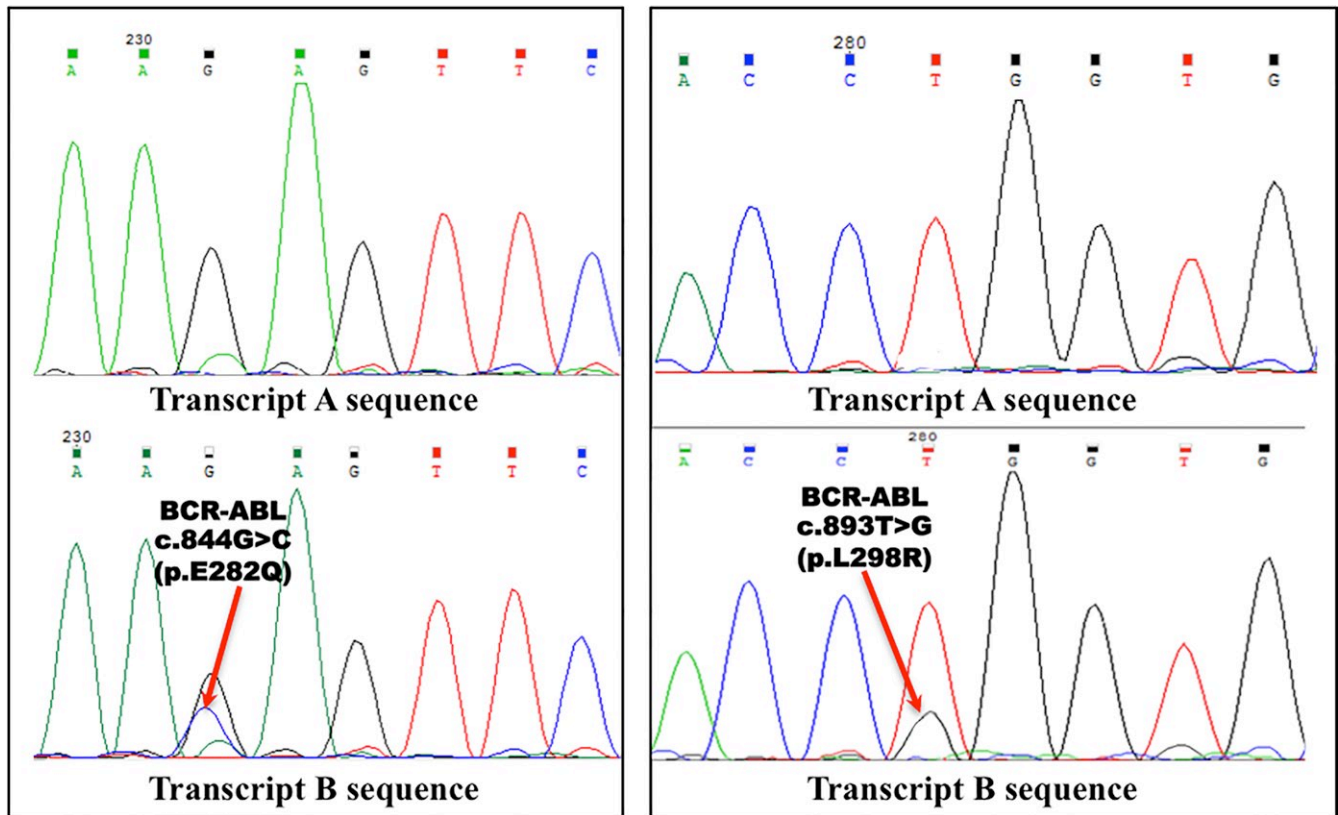 230
A A G A G T T C
Transcript A sequence
280
A C C T G G T G
Transcript A sequence
230
A A G A G T T C
BCR-ABL
c.844G>C
(p.E282Q)
Transcript B sequence
280
A C C T G G T G
BCR-ABL
c.893T>G
(p.L298R)
Transcript B sequence